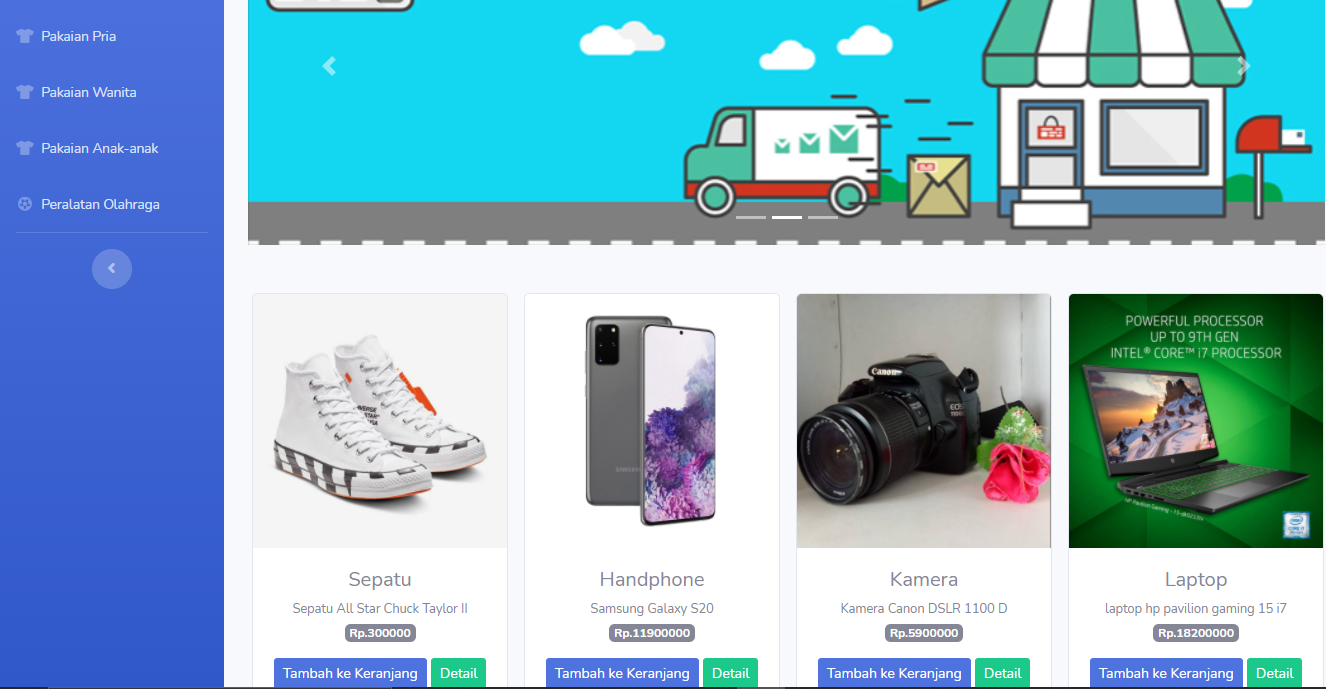 Pakaian Pria
Pakaian Wanita
Pakaian Anak-anak
Peralatan Olahraga
SAMSUNG
Canon
EOS
POWERFUL PROCESSOR
UP TO 9TH GEN
INTEL® CORE™ i7 PROCESSOR
Sepatu
Sepatu All Star Chuck Taylor II
Rp.300000
Tambah ke Keranjang
Detail
Handphone
Samsung Galaxy S20
Rp.11900000
Tambah ke Keranjang
Detail
Kamera
Kamera Canon DSLR 1100 D
Rp.5900000
Tambah ke Keranjang
Detail
Laptop
laptop hp pavilion gaming 15 i7
Rp.18200000
Tambah ke Keranjang
Detail